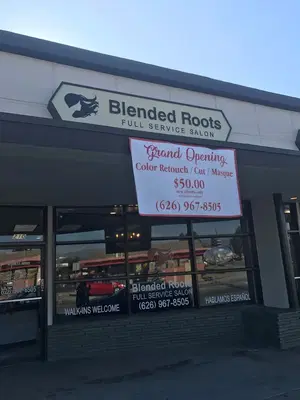 Blended Roots
FULL SERVICE SALON
Grand Opening
Color Retouch / Cut / Masque
$50.00
(626) 967-8505
WALK-INS WELCOME
Blended Roots
FULL SERVICE SALON
(626) 967-8505
HABLAMOS ESPAÑOL